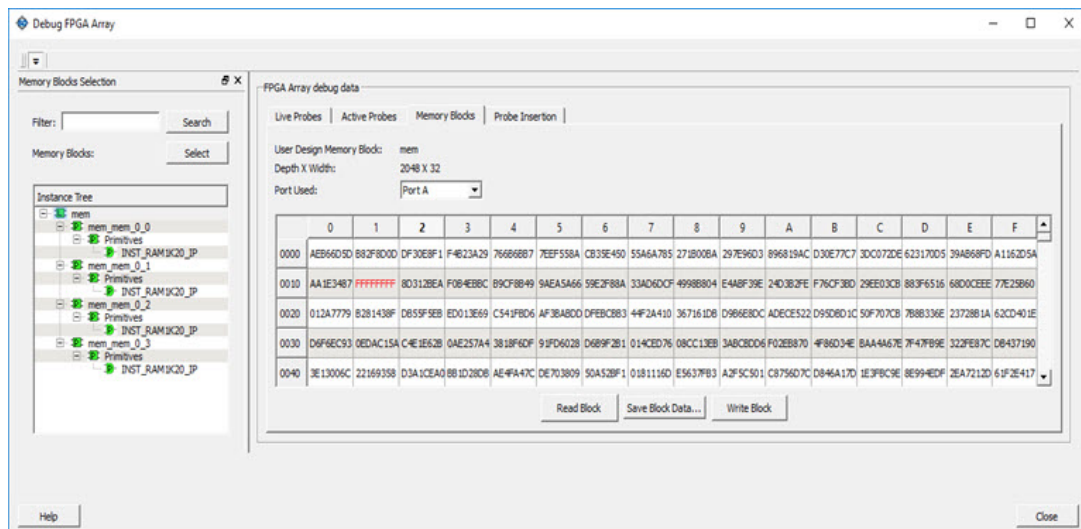 Debug FPGA Array
Memory Blocks Selection
Filter:
Search
Memory Blocks:
Select
Instance Tree
mem
mem_mem_0_0
Primitives
INST_RAM1K20_IP
mem_mem_0_1
Primitives
INST_RAM1K20_IP
mem_mem_0_2
Primitives
INST_RAM1K20_IP
mem_mem_0_3
Primitives
INST_RAM1K20_IP
FPGA Array debug data
Live Probes Active Probes Memory Blocks Probe Insertion
User Design Memory Block: mem
Depth X Width: 2048 X 32
Port Used: Port A
0 1 2 3 4 5 6 7 8 9 A B C D E F
0000 AEB66D5D B82F8D0D DF30E8F1 F4B23A29 766B6BB7 7EEF558A CB35E450 55A6A785 271B00BA 297E96D3 896819AC D30E77C7 3DC072DE 623170D5 39AB68FD A1162D5A
0010 AA1E3487 FFFFFFFF 8D312BEA F0B4EBBC B9CF8B49 9AEA5A66 59E2F88A 33AD6DCF 4998B804 E4ABF39E 24D3B2FE F76CF3BD 29EE03CB 883F6516 68D0CEEE 77E25B60
0020 012A7779 B281438F DB55F5EB ED013E69 C541FBD6 AF3BABDD DFEBCBB3 44F2A410 367161DB D9B6E8DC ADECE522 D95D8D1C 50F707CB 7B8B336E 23728B1A 62CD401E
0030 D6F6EC93 0EDAC15A C4E1E62B 0AE257A4 3818F6DF 91FD6028 D6B9F2B1 014CED76 08CC13EB 3ABCBDD6 F02EB870 4F86D34E BAA4A67E 7F47FB9E 322FE87C DB437190
0040 3E13006C 22169358 D3A1CEA0 BB1D28DB AE4FA47C DE703809 50A52BF1 0181116D E5637FB3 A2F5C501 C8756D7C D846A17D 1E3FBC9E 8E994EDF 2EA7212D 61F2E417
Read Block Save Block Data... Write Block
Help
Close